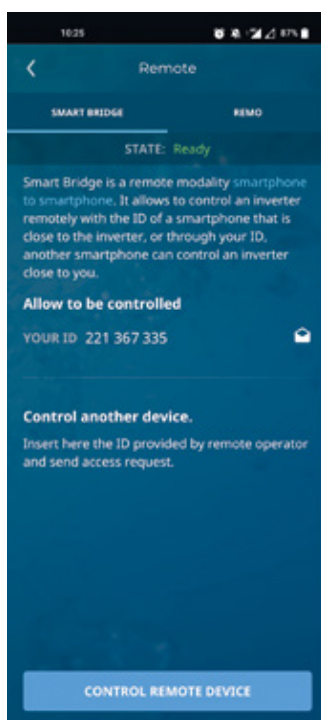 10:25 87%
Remote
SMART BRIDGE REMO
STATE: Ready
Smart Bridge is a remote modality smartphone
to smartphone. It allows to control an inverter
remotely with the ID of a smartphone that is
close to the inverter, or through your ID,
another smartphone can control an inverter
close to you.
Allow to be controlled
YOUR ID 221 367 335
Control another device.
Insert here the ID provided by remote operator
and send access request.
CONTROL REMOTE DEVICE